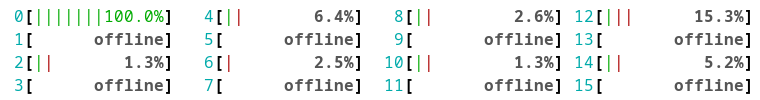 0[|||||||100.0%] 4[|| 6.4%] 8[|| 2.6%] 12[||| 15.3%]
1[ offline] 5[ offline] 9[ offline] 13[ offline]
2[|| 1.3%] 6[| 2.5%] 10[|| 1.3%] 14[|| 5.2%]
3[ offline] 7[ offline] 11[ offline] 15[ offline]